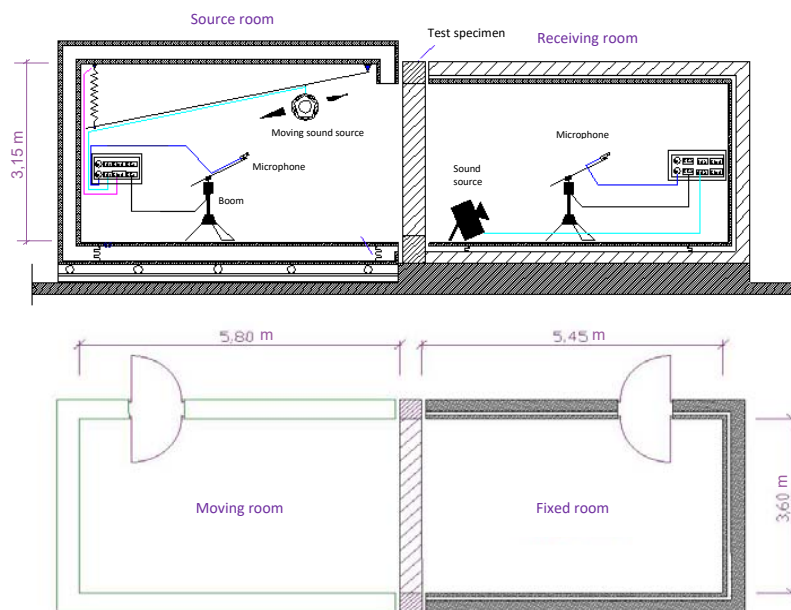 Source room
Test specimen
Receiving room
Moving sound source
Microphone
Microphone
3,15 m
Sound
source
Boom
5,80 m
5,45 m
Moving room
Fixed room
3,60 m